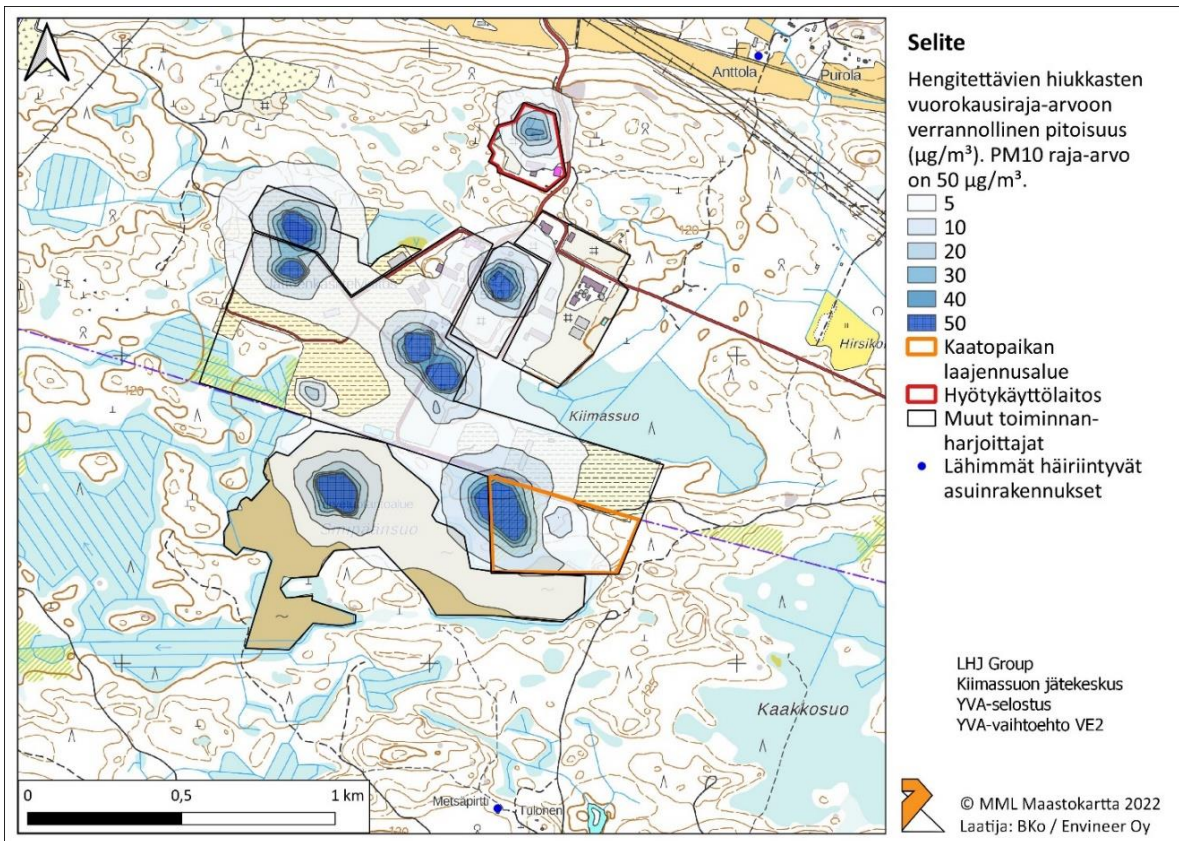 Anttola
Purola
120
Hirsiko
Kiimassuo
120
Metsäpirtti
Tulonen
Kaakkosuo
0
0,5
1 km
Selite
Hengitettävien hiukkasten
vuorokausiraja-arvoon
verrannollinen pitoisuus
(µg/m³). PM10 raja-arvo
on 50 µg/m³.
5
10
20
30
40
50
Kaatopaikan
laajennusalue
Hyötykäyttölaitos
Muut toiminnan-
harjoittajat
Lähimmät häiriintyvät
asuinrakennukset
LHJ Group
Kiimassuon jätekeskus
YVA-selostus
YVA-vaihtoehto VE2
© MML Maastokartta 2022
Laatija: BKo / Envineer Oy